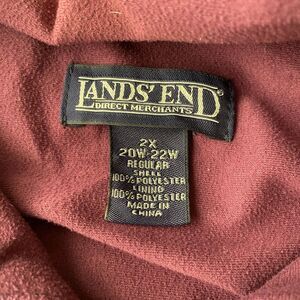 LANDS' END
DIRECT MERCHANTS
2X
20W-22W
REGULAR
SHELL
100% POLYESTER
LINING
100% POLYESTER
MADE IN
CHINA